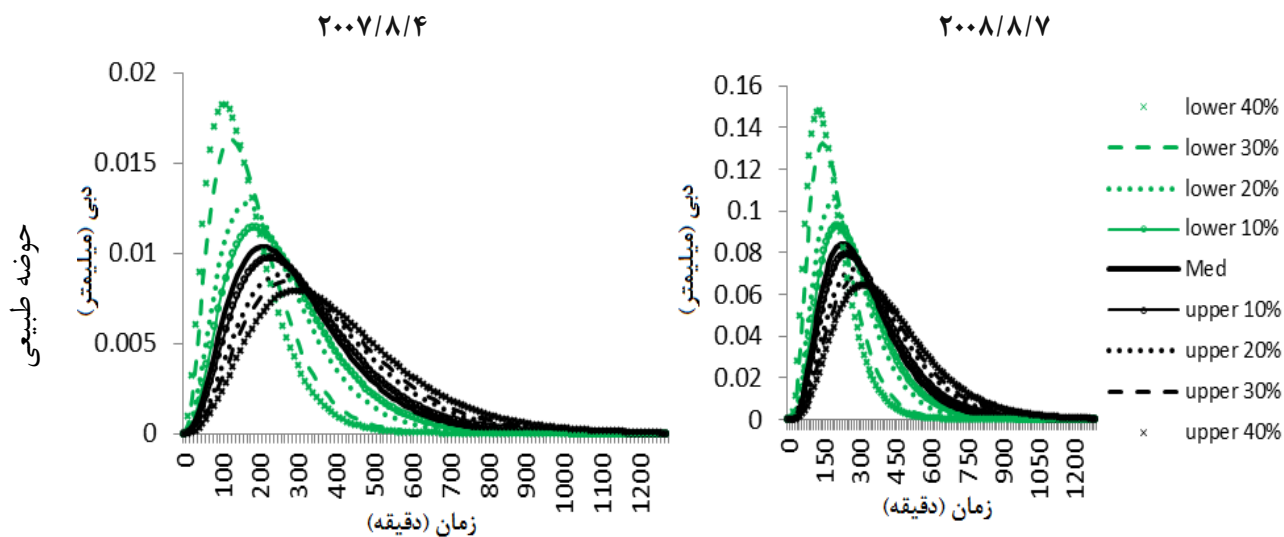 ۲۰۰۷/۸/۴
۲۰۰۸/۸/۷
حوضه طبیعی
دبی (میلیمتر)
0.02
0.015
0.01
0.005
0
0
100
200
300
400
500
600
700
800
900
1000
1100
1200
زمان (دقیقه)
دبی (میلیمتر)
0.16
0.14
0.12
0.1
0.08
0.06
0.04
0.02
0
0
150
300
450
600
750
900
1050
1200
زمان (دقیقه)
lower 40%
lower 30%
lower 20%
lower 10%
Med
upper 10%
upper 20%
upper 30%
upper 40%